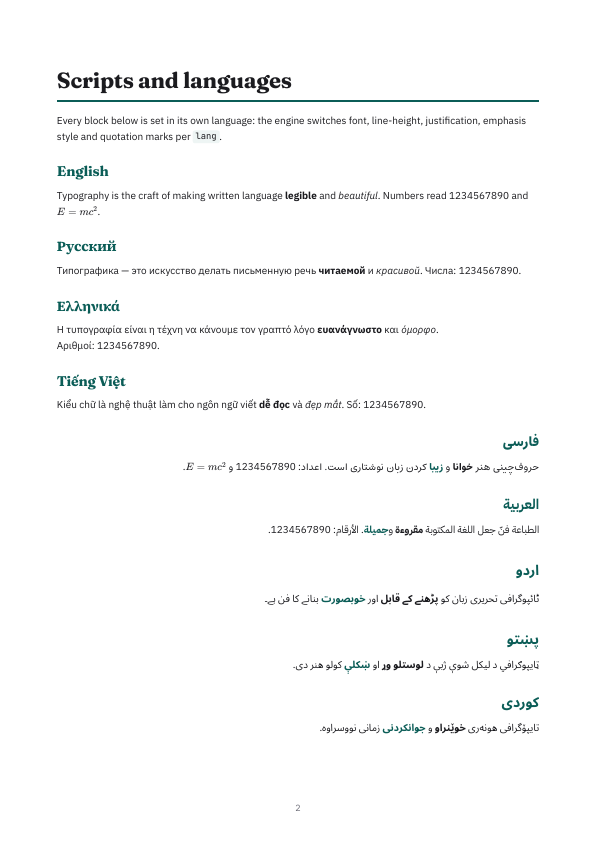 Scripts and languages
Every block below is set in its own language: the engine switches font, line-height, justification, emphasis
style and quotation marks per lang.
English
Typography is the craft of making written language legible and beautiful. Numbers read 1234567890 and
E = mc².
Русский
Типографика — это искусство делать письменную речь читаемой и красивой. Числа: 1234567890.
Ελληνικά
Η τυπογραφία είναι η τέχνη να κάνουμε τον γραπτό λόγο ευανάγνωστο και όμορφο.
Αριθμοί: 1234567890.
Tiếng Việt
Kiểu chữ là nghệ thuật làm cho ngôn ngữ viết dễ đọc và đẹp mắt. Số: 1234567890.
فارسی
حروف‌چینی هنر خوانا و زیبا کردن زبان نوشتاری است. اعداد: 1234567890 و E = mc².
العربية
الطباعة فنّ جعل اللغة المكتوبة مقروءة وجميلة. الأرقام: 1234567890.
اردو
ٹائپوگرافی تحریری زبان کو پڑھنے کے قابل اور خوبصورت بنانے کا فن ہے۔
پښتو
ټایپوګرافي د لیکل شوې ژبې د لوستلو وړ او ښکلې کولو هنر دی.
کوردی
تایپۆگرافی هونەری خوێنراو و جوانکردنی زمانی نووسراوە.
2